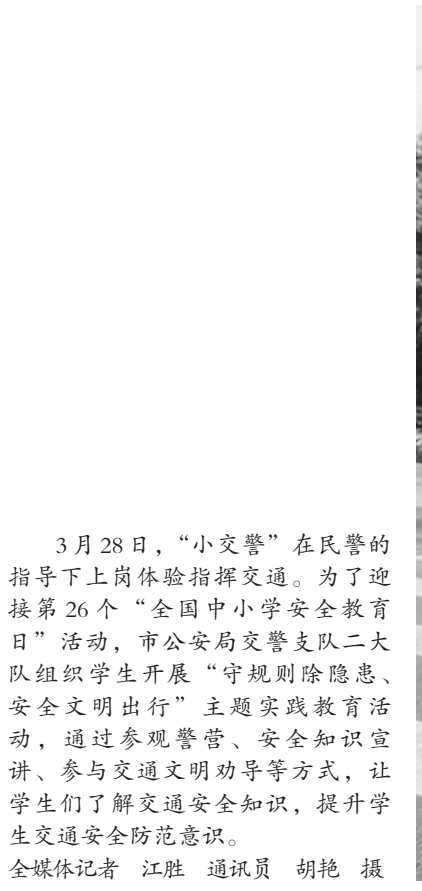 3月28日，“小交警”在民警的
指导下上岗体验指挥交通。为了迎
接第26个“全国中小学安全教育
日”活动，市公安局交警支队二大
队组织学生开展“守规则除隐患、
安全文明出行”主题实践教育活
动，通过参观警营、安全知识宣
讲、参与交通文明劝导等方式，让
学生们了解交通安全知识，提升学
生交通安全防范意识。
全媒体记者 江胜 通讯员 胡艳 摄